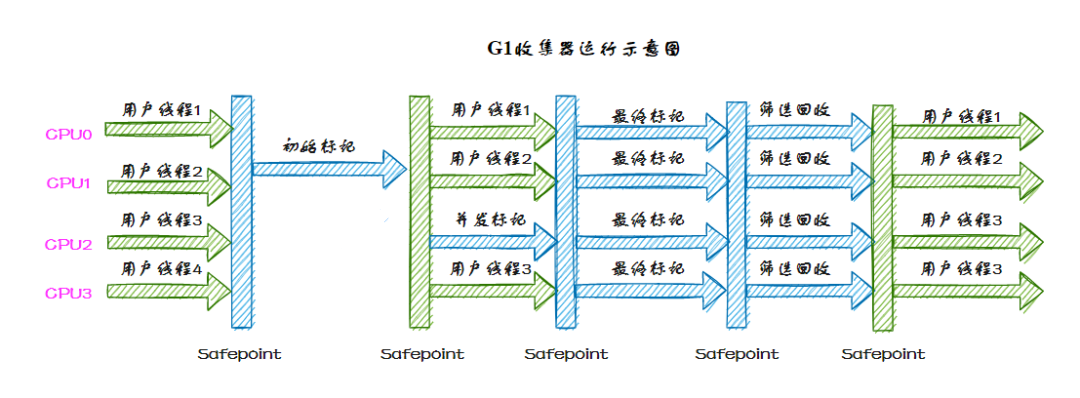 G1收集器运行示意图
用户线程1 用户线程1 最终标记 筛选回收 用户线程1
CPU0
初始标记
用户线程2 用户线程2 最终标记 筛选回收 用户线程2
CPU1
用户线程3 并发标记 最终标记 筛选回收 用户线程3
CPU2
用户线程4 用户线程3 最终标记 筛选回收 用户线程3
CPU3
Safepoint Safepoint Safepoint Safepoint Safepoint